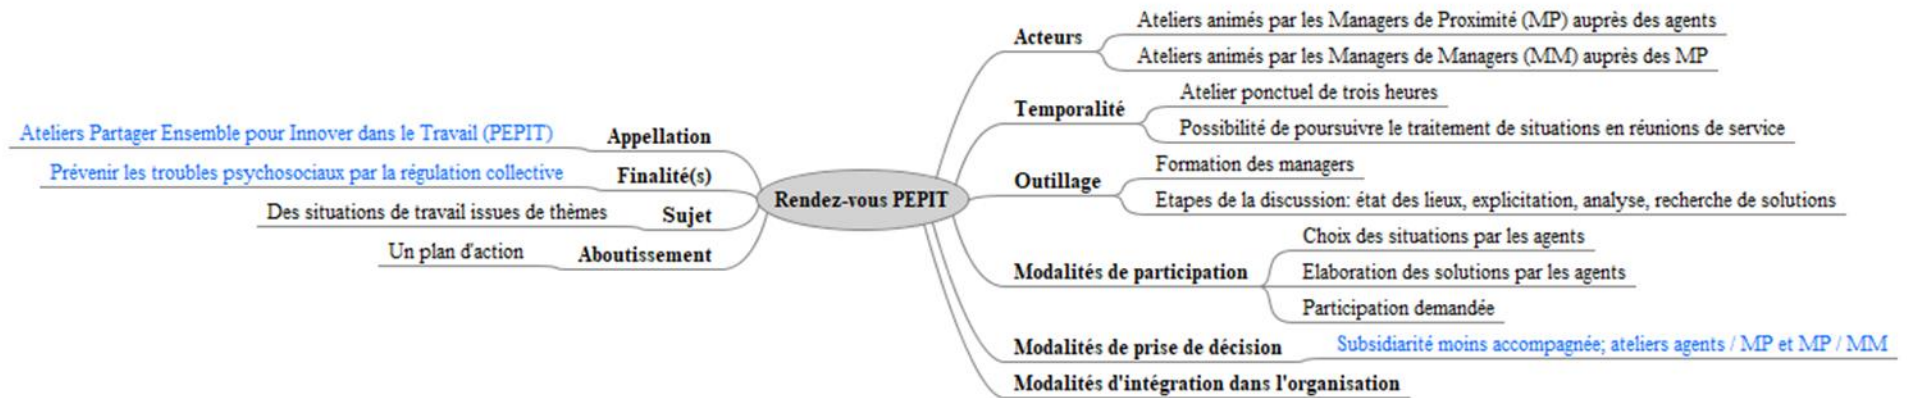 Rendez-vous PEPIT
Appellation
Ateliers Partager Ensemble pour Innover dans le Travail (PEPIT)
Finalité(s)
Prévenir les troubles psychosociaux par la régulation collective
Sujet
Des situations de travail issues de thèmes
Aboutissement
Un plan d'action
Acteurs
Ateliers animés par les Managers de Proximité (MP) auprès des agents
Ateliers animés par les Managers de Managers (MM) auprès des MP
Temporalité
Atelier ponctuel de trois heures
Possibilité de poursuivre le traitement de situations en réunions de service
Outillage
Formation des managers
Etapes de la discussion: état des lieux, explicitation, analyse, recherche de solutions
Modalités de participation
Choix des situations par les agents
Elaboration des solutions par les agents
Participation demandée
Modalités de prise de décision
Subsidiarité moins accompagnée; ateliers agents / MP et MP / MM
Modalités d'intégration dans l'organisation